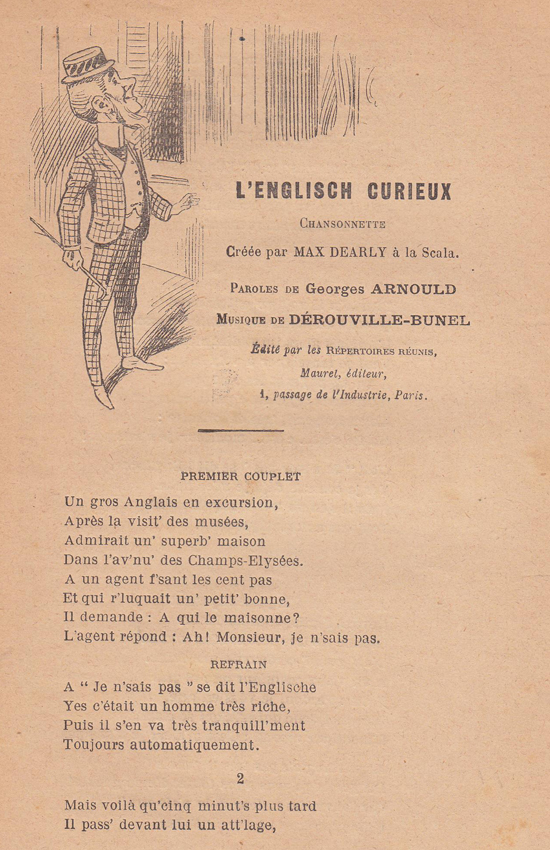 L'ENGLISCH CURIEUX
CHANSONNETTE
Créée par MAX DEARLY à la Scala.
PAROLES DE Georges ARNOULD
MUSIQUE DE DÉROUVILLE-BUNEL
Édité par les RÉPERTOIRES RÉUNIS,
Maurel, éditeur,
1, passage de l'Industrie, Paris.
PREMIER COUPLET
Un gros Anglais en excursion,
Après la visit' des musées,
Admirait un' superb' maison
Dans l'av'nu' des Champs-Elysées.
A un agent f'sant les cent pas
Et qui r'luquait un' petit' bonne,
Il demande : A qui le maisonne?
L'agent répond : Ah! Monsieur, je n'sais pas.
REFRAIN
A " Je n'sais pas " se dit l'Englische
Yes c'était un homme très riche,
Puis il s'en va très tranquill'ment
Toujours automatiquement.
2
Mais voilà qu'cinq minut's plus tard
Il pass' devant lui un att'lage,